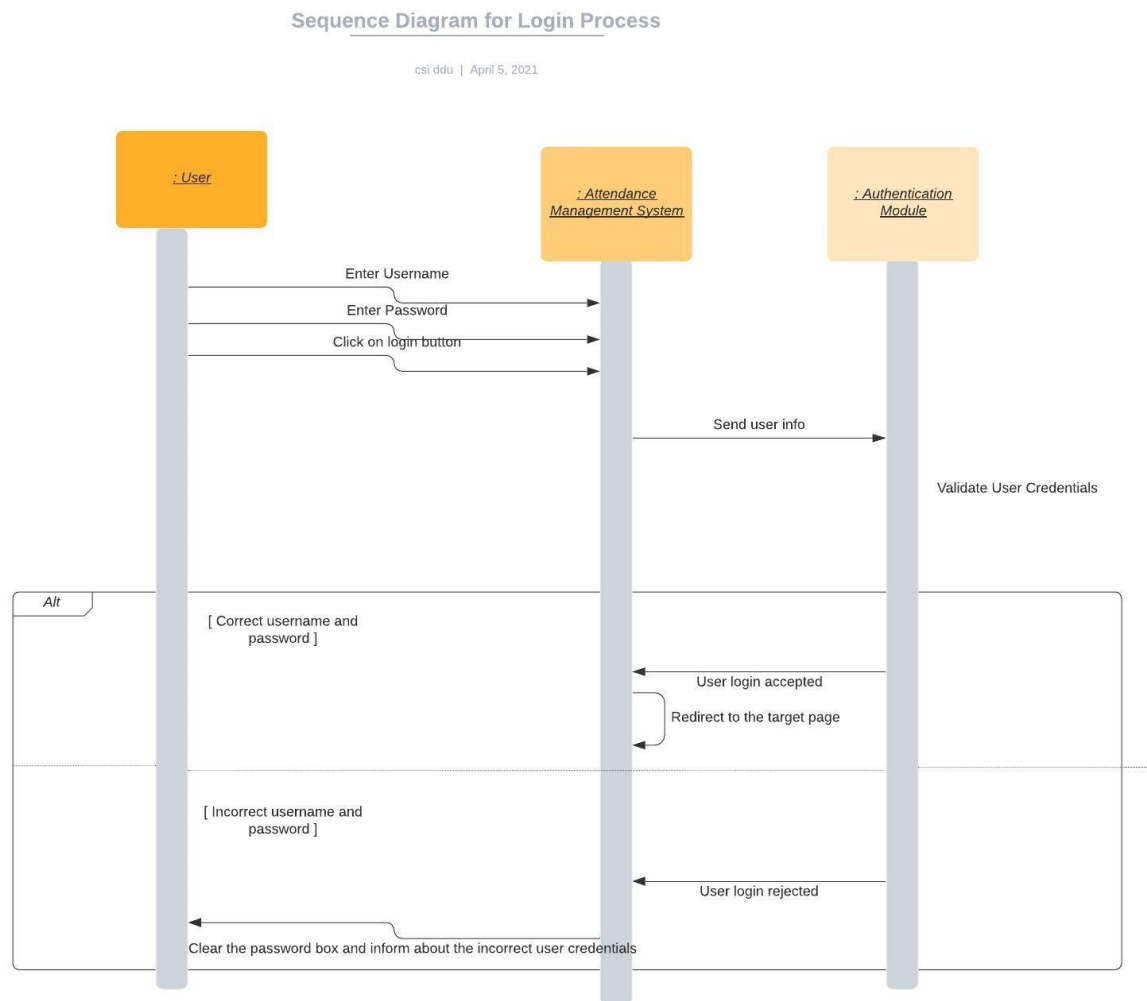 Sequence Diagram for Login Process
csi ddu | April 5, 2021
: User
: Attendance
Management System
: Authentication
Module
Enter Username
Enter Password
Click on login button
Send user info
Validate User Credentials
Alt
[ Correct username and
password ]
User login accepted
Redirect to the target page
[ Incorrect username and
password ]
User login rejected
Clear the password box and inform about the incorrect user credentials